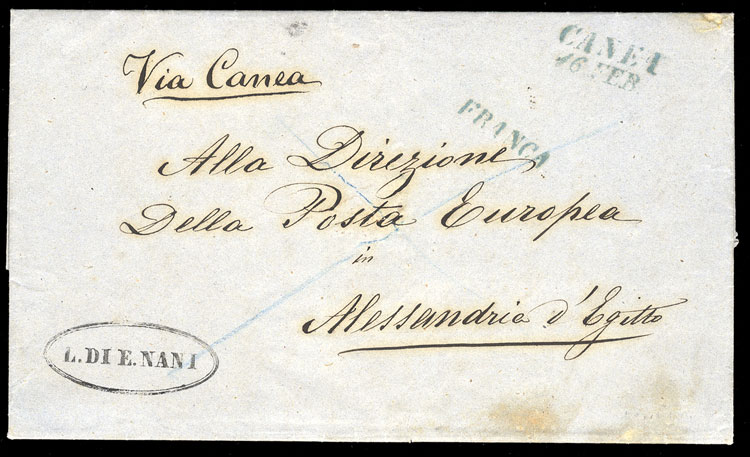 CANEA
16 FEB
Via Canea
FRANCA
Alla Direzione
Della Posta Europea
in
Alessandria d'Egitto
L. DI E. NANI